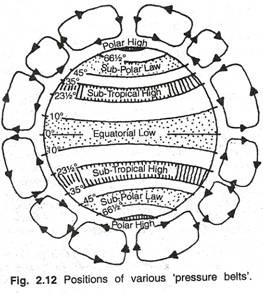 Polar High
66½°
Sub-Polar Law
45°
35°
Sub-Tropical High
23½°
10°
Equatorial Low
0
10°
23½°
Sub-Tropical High
35°
45°
Sub-Polar Law
66½°
Polar High
Fig. 2.12 Positions of various 'pressure belts'.